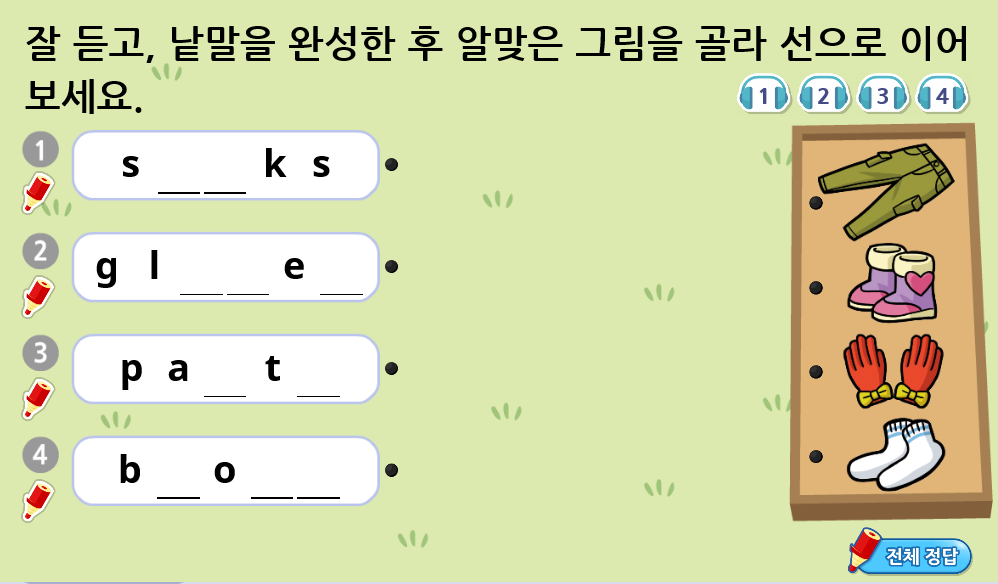 잘 듣고, 낱말을 완성한 후 알맞은 그림을 골라 선으로 이어
보세요.
1 2 3 4
1 s __ __ k s
2 g l __ __ e __
3 p a __ t __
4 b __ o __ __
전체 정답